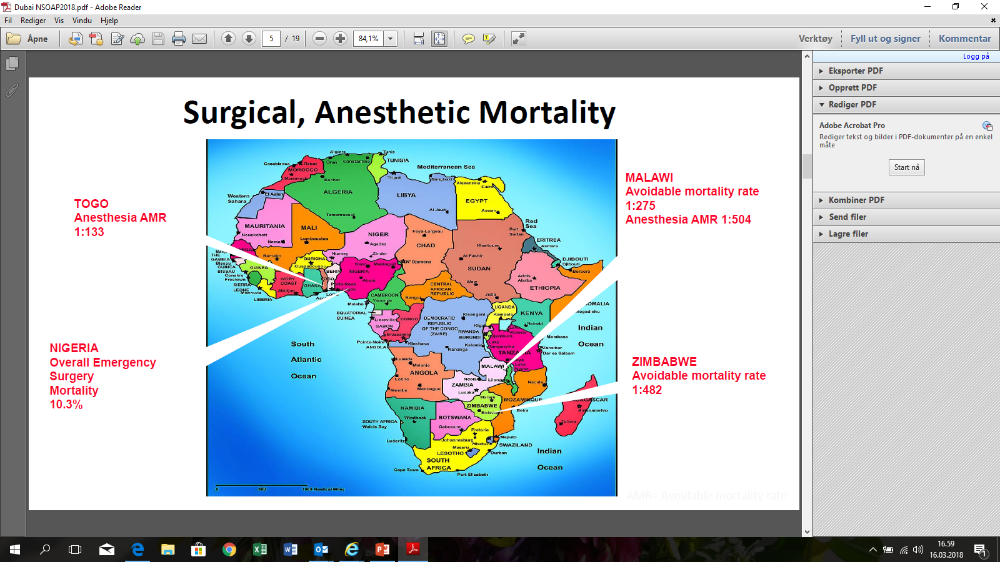 Dubai NSOAP2018.pdf - Adobe Reader
Fil Rediger Vis Vindu Hjelp
Åpne
5 / 19
84,1%
Verktøy Fyll ut og signer Kommentar
Logg på
Eksporter PDF
Opprett PDF
Rediger PDF
Adobe Acrobat Pro
Rediger tekst og bilder i PDF-dokumenter på en enkel
måte
Start nå
Kombiner PDF
Send filer
Lagre filer
Surgical, Anesthetic Mortality
TOGO
Anesthesia AMR
1:133
NIGERIA
Overall Emergency
Surgery
Mortality
10.3%
MALAWI
Avoidable mortality rate
1:275
Anesthesia AMR 1:504
ZIMBABWE
Avoidable mortality rate
1:482
AMR= Avoidable mortality rate
Algiers
Tunis
Oran
Constantino
TUNISIA
Casablanca
Rabat
MOROCCO
Marrakech
Bechar
Mediterranean Sea
Tripoli
Banghazi
Alexandria
Cairo
Western
Sahara
El Aaiun
ALGERIA
LIBYA
EGYPT
Al Jawf
Aswan
Tamanrasset
Red
Sea
Port
Sudan
MAURITANIA
Nouakchott
Nema
MALI
Lombouctou
NIGER
Agadez
Zinder
Niamey
Faya-Largeau
CHAD
N' Djamena
Khartoum
Al Fashir
SUDAN
ERITREA
Asmara
DJIBOUTI
Djibouti
Berbera
THE
GAMBIA
Bissau
GUINEA
BISSAU
Bamako
BURKINA
Ouagadougou
BENIN
Kano
Maiduguri
NIGERIA
Abuja
GUINEA
Conakry
Freetown
SIERRA
LEONE
Monrovia
LIBERIA
IVORY
COAST
Abidjan
GHANA
Porto-Novo
Lagos
Addis
Ababa
ETHIOPIA
Waw
Juba
CENTRAL
AFRICAN
REPUBLIC
Bangui
CAMEROON
Yaounde
Malabo
EQUATORIAL
GUINEA
Libreville
GABON
CONGO
Brazzaville
DEMOCRATIC
REPUBLIC
OF THE CONGO
(ZAIRE)
Kisangani
UGANDA
Kampala
KENYA
Nairobi
OMALIA
ogadishu
Kigali
RWANDA
BURUNDI
Bujumbura
Lake
Victoria
Mombasa
Indian
Ocean
Pointe-Noire
ANGOLA
Kinshasa
Kananga
Kalomie
Lake
Tanganyika
TANZANIA
Zanzibar
Dar es Salaam
South
Atlantic
Ocean
Luanda
Malanje
ANGOLA
Lobito
Menongue
Namibe
MALAWI
Lake
Nyasa
Lilongwe
Ndola
ZAMBIA
Lusaka
Nacala
Harare
ZIMBABWE
Bulawayo
MOZAMBIQUE
Beira
DAGASCAR
Antananarivo
Toliara
NAMIBIA
Windhoek
SOUTH AFRICA
Walvis Bay
Luderitz
BOTSWANA
Gaborone
Pretoria
Johannesburg
Mbabane
Maputo
SWAZILAND
Maseru
LESOTHO
Durban
SOUTH
AFRICA
Cape Town
Port Elizabeth
Indian
Ocean
0 500 1000 Nautical Miles
16.59
16.03.2018
1